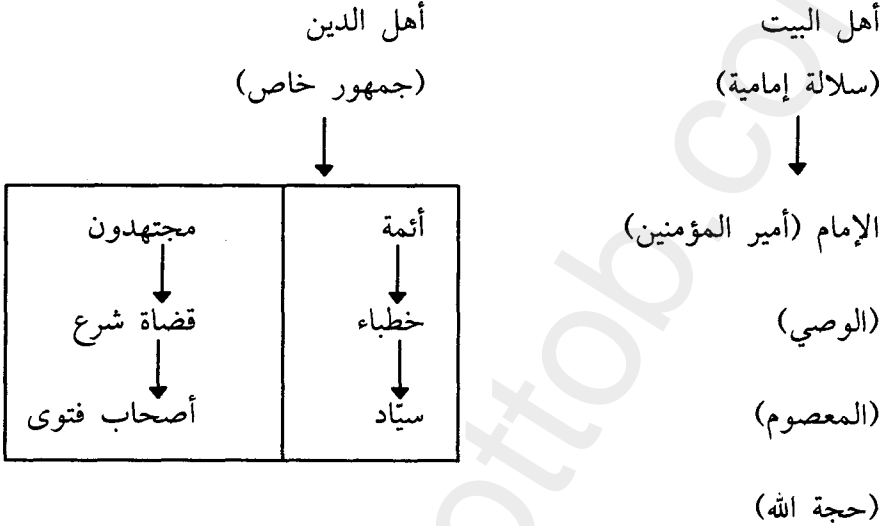 أهل البيت
(سلالة إمامية)
الإمام (أمير المؤمنين)
(الوصي)
(المعصوم)
(حجة الله)
أهل الدين
(جمهور خاص)
أئمة
خطباء
سيّاد
مجتهدون
قضاة شرع
أصحاب فتوى